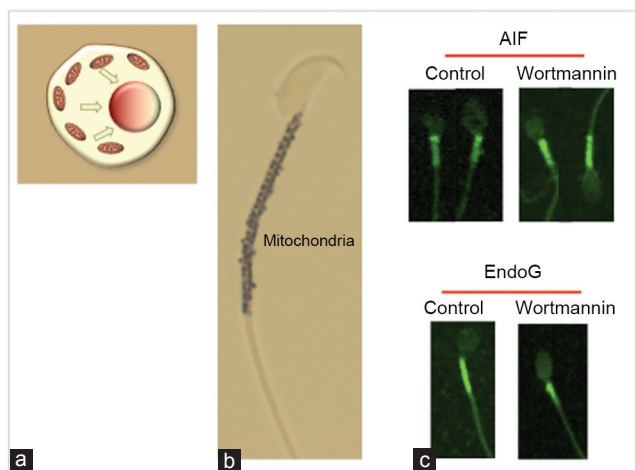 AIF
Control Wortmannin
Mitochondria
EndoG
Control Wortmannin
a
b
c